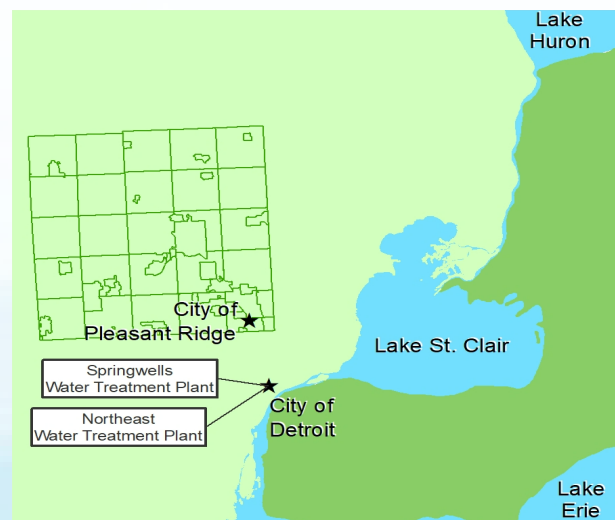 Lake
Huron
City of
Pleasant Ridge
Lake St. Clair
Springwells
Water Treatment Plant
Northeast
Water Treatment Plant
City of
Detroit
Lake
Erie